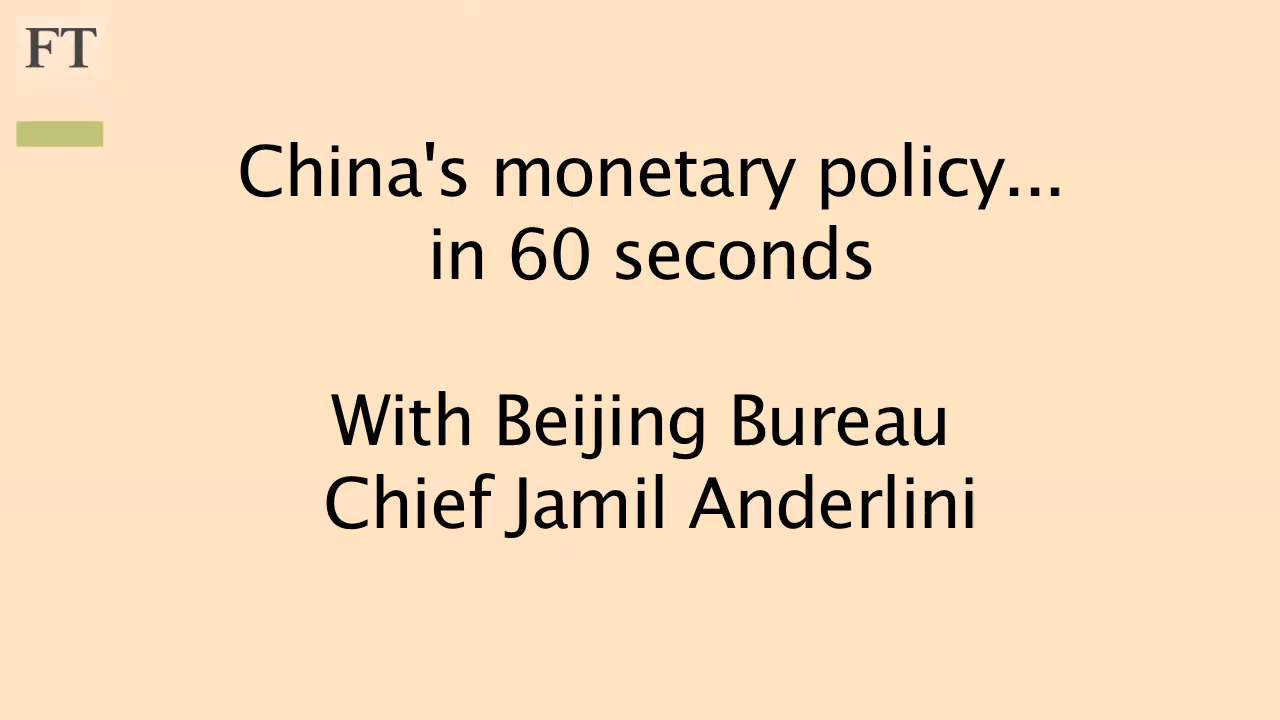 FT
China's monetary policy...
in 60 seconds
With Beijing Bureau
Chief Jamil Anderlini